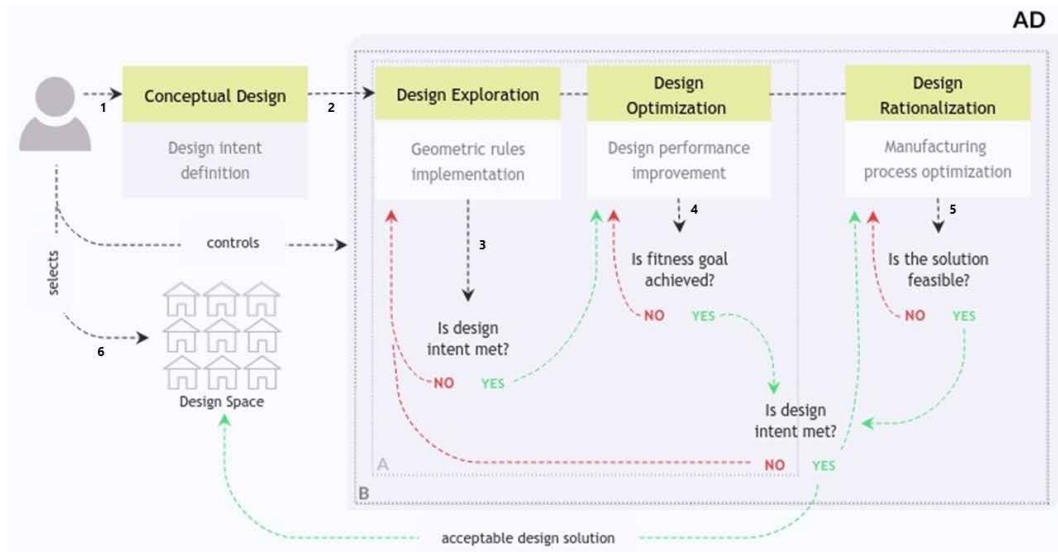 AD
1
Conceptual Design
Design intent
definition
2
Design Exploration
Geometric rules
implementation
Design
Optimization
Design performance
improvement
Design
Rationalization
Manufacturing
process optimization
controls
selects
3
4
5
Is design
intent met?
NO YES
Is fitness goal
achieved?
NO YES
Is the solution
feasible?
NO YES
6
Design Space
Is design
intent met?
NO YES
A
B
acceptable design solution